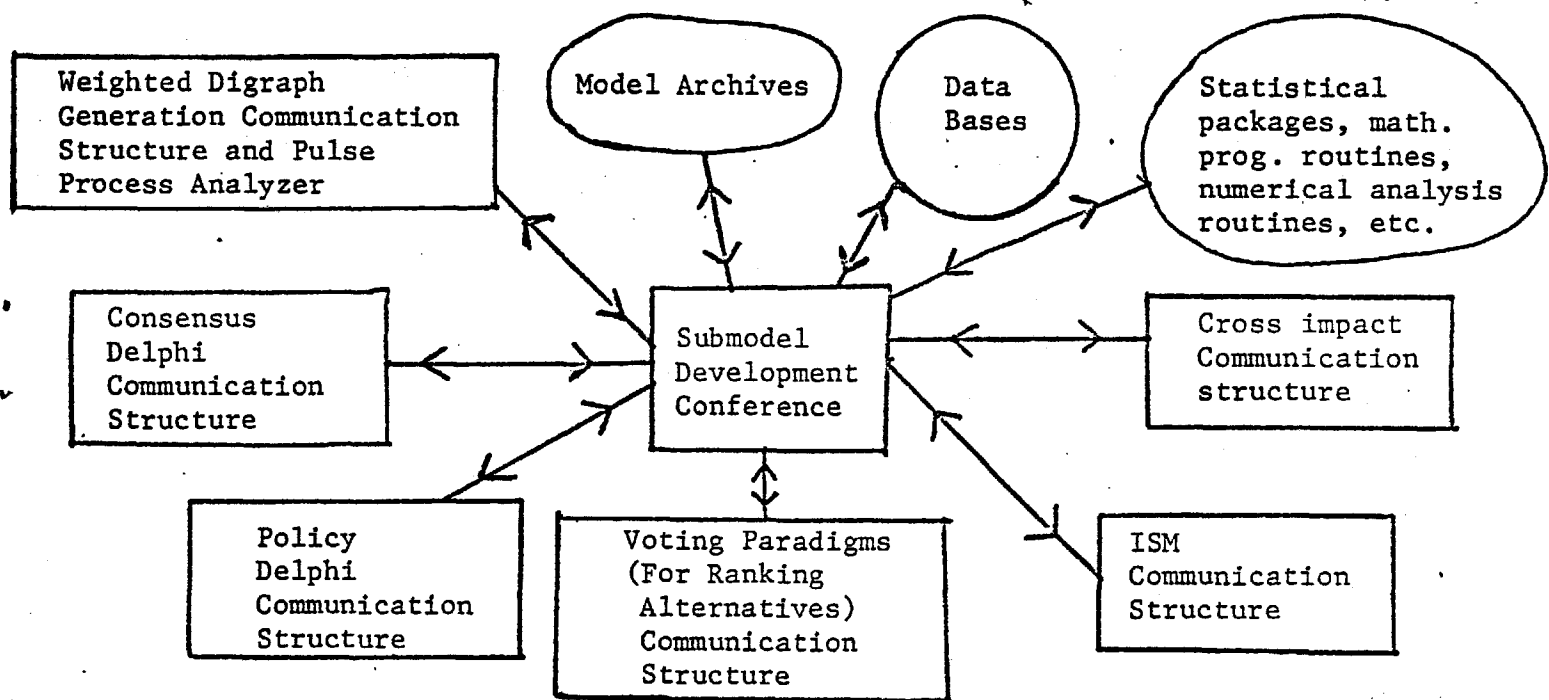 Weighted Digraph
Generation Communication
Structure and Pulse
Process Analyzer
Model Archives
Data
Bases
Statistical
packages, math.
prog. routines,
numerical analysis
routines, etc.
Consensus
Delphi
Communication
Structure
Submodel
Development
Conference
Cross impact
Communication
structure
Policy
Delphi
Communication
Structure
Voting Paradigms
(For Ranking
Alternatives)
Communication
Structure
ISM
Communication
Structure